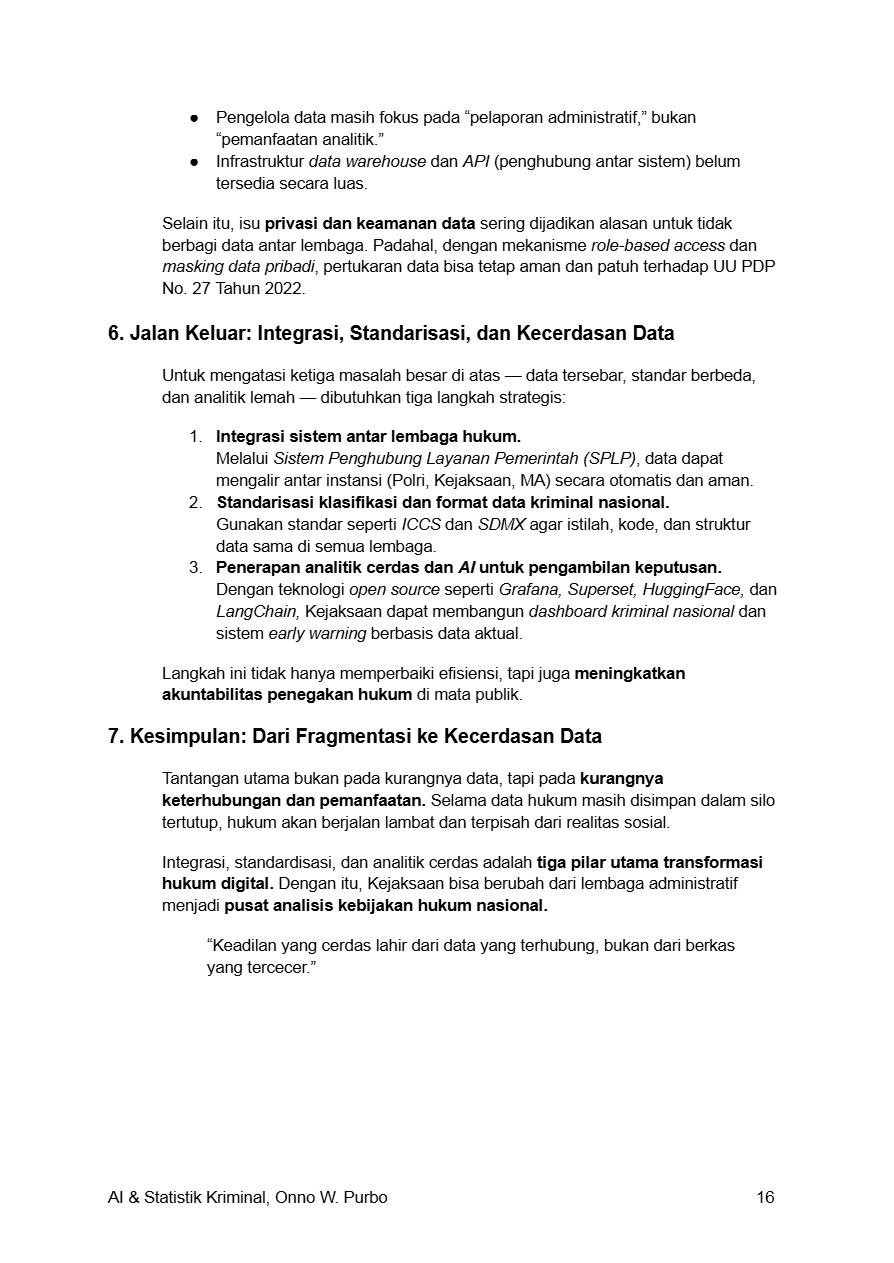 ● Pengelola data masih fokus pada “pelaporan administratif,” bukan
“pemanfaatan analitik.”
● Infrastruktur data warehouse dan API (penghubung antar sistem) belum
tersedia secara luas.
Selain itu, isu privasi dan keamanan data sering dijadikan alasan untuk tidak
berbagi data antar lembaga. Padahal, dengan mekanisme role-based access dan
masking data pribadi, pertukaran data bisa tetap aman dan patuh terhadap UU PDP
No. 27 Tahun 2022.
6. Jalan Keluar: Integrasi, Standarisasi, dan Kecerdasan Data
Untuk mengatasi ketiga masalah besar di atas — data tersebar, standar berbeda,
dan analitik lemah — dibutuhkan tiga langkah strategis:
1. Integrasi sistem antar lembaga hukum.
Melalui Sistem Penghubung Layanan Pemerintah (SPLP), data dapat
mengalir antar instansi (Polri, Kejaksaan, MA) secara otomatis dan aman.
2. Standarisasi klasifikasi dan format data kriminal nasional.
Gunakan standar seperti ICCS dan SDMX agar istilah, kode, dan struktur
data sama di semua lembaga.
3. Penerapan analitik cerdas dan AI untuk pengambilan keputusan.
Dengan teknologi open source seperti Grafana, Superset, HuggingFace, dan
LangChain, Kejaksaan dapat membangun dashboard kriminal nasional dan
sistem early warning berbasis data aktual.
Langkah ini tidak hanya memperbaiki efisiensi, tapi juga meningkatkan
akuntabilitas penegakan hukum di mata publik.
7. Kesimpulan: Dari Fragmentasi ke Kecerdasan Data
Tantangan utama bukan pada kurangnya data, tapi pada kurangnya
keterhubungan dan pemanfaatan. Selama data hukum masih disimpan dalam silo
tertutup, hukum akan berjalan lambat dan terpisah dari realitas sosial.
Integrasi, standardisasi, dan analitik cerdas adalah tiga pilar utama transformasi
hukum digital. Dengan itu, Kejaksaan bisa berubah dari lembaga administratif
menjadi pusat analisis kebijakan hukum nasional.
“Keadilan yang cerdas lahir dari data yang terhubung, bukan dari berkas
yang tercecer.”
AI & Statistik Kriminal, Onno W. Purbo 16